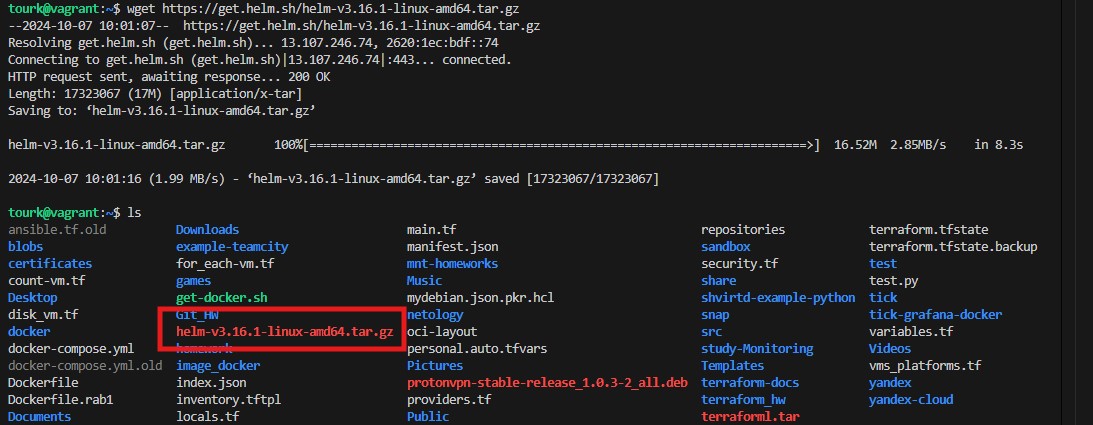 tourk@vagrant:~$ wget https://get.helm.sh/helm-v3.16.1-linux-amd64.tar.gz
--2024-10-07 10:01:07--  https://get.helm.sh/helm-v3.16.1-linux-amd64.tar.gz
Resolving get.helm.sh (get.helm.sh)... 13.107.246.74, 2620:1ec:bdf::74
Connecting to get.helm.sh (get.helm.sh)|13.107.246.74|:443... connected.
HTTP request sent, awaiting response... 200 OK
Length: 17323067 (17M) [application/x-tar]
Saving to: ‘helm-v3.16.1-linux-amd64.tar.gz’
helm-v3.16.1-linux-amd64.tar.gz 100%[=======================================================================>] 16.52M 2.85MB/s in 8.3s
2024-10-07 10:01:16 (1.99 MB/s) - ‘helm-v3.16.1-linux-amd64.tar.gz’ saved [17323067/17323067]
tourk@vagrant:~$ ls
ansible.tf.old Downloads main.tf repositories terraform.tfstate
blobs example-teamcity manifest.json sandbox terraform.tfstate.backup
certificates for_each-vm.tf mnt-homeworks security.tf test
count-vm.tf games Music share test.py
Desktop get-docker.sh mydebian.json.pkr.hcl shvirtd-example-python tick
disk_vm.tf Git_HW netology snap tick-grafana-docker
docker helm-v3.16.1-linux-amd64.tar.gz oci-layout src variables.tf
docker-compose.yml homework personal.auto.tfvars study-Monitoring Videos
docker-compose.yml.old image_docker Pictures Templates vms_platforms.tf
Dockerfile index.json protonvpn-stable-release_1.0.3-2_all.deb terraform-docs yandex
Dockerfile.rab1 inventory.tftpl providers.tf terraform_hw yandex-cloud
Documents locals.tf Public terraforml.tar